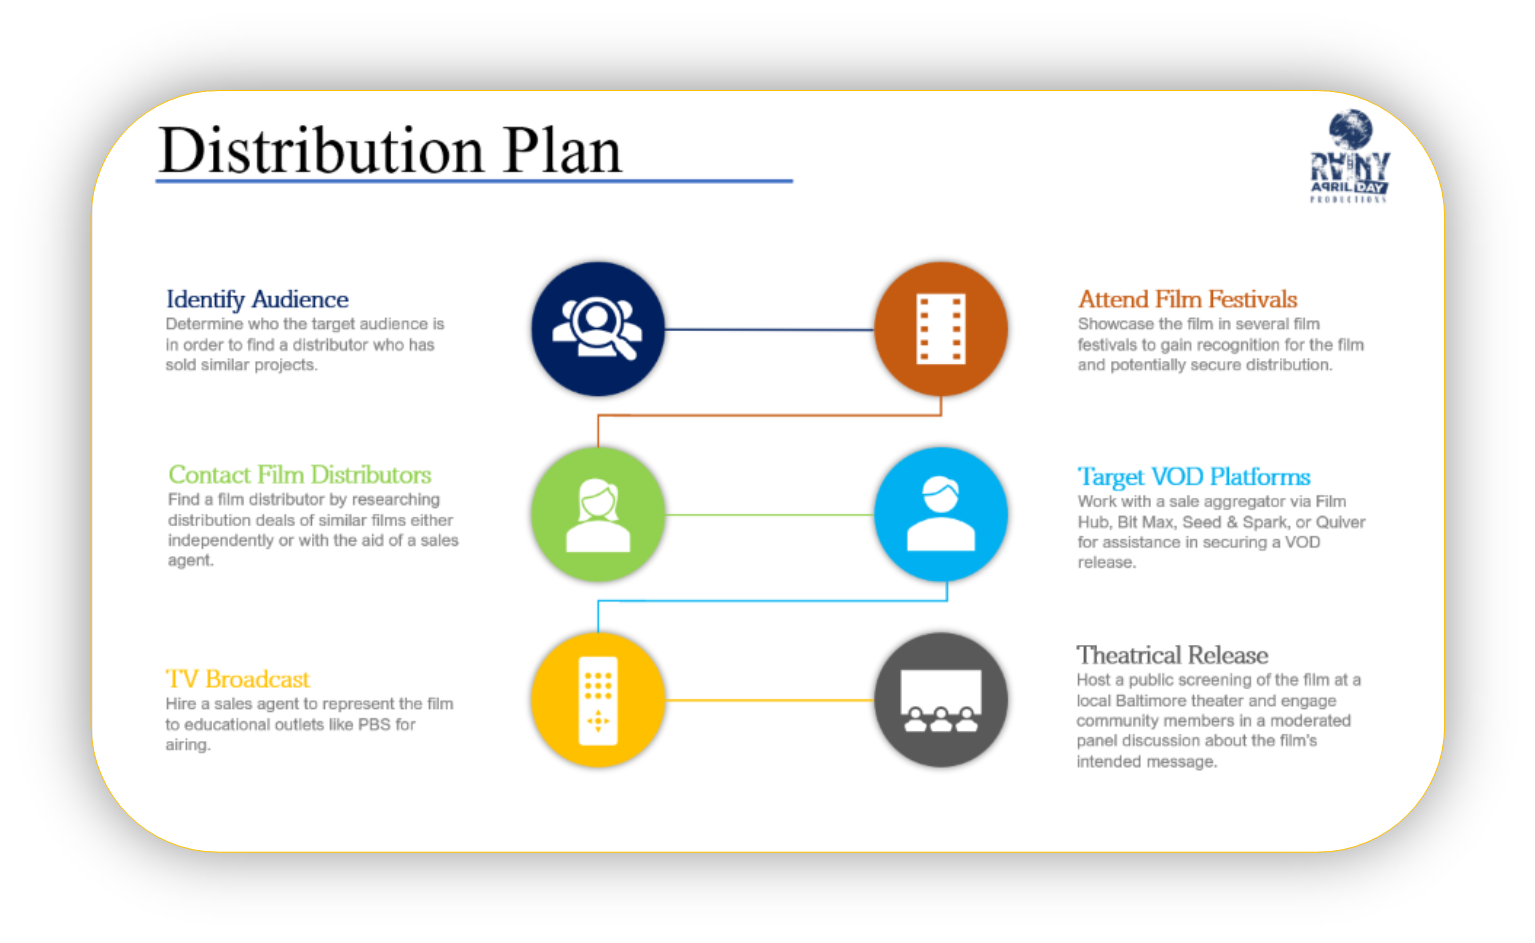 Distribution Plan
RAINY
APRIL DAY
PRODUCTIONS
Identify Audience
Determine who the target audience is
in order to find a distributor who has
sold similar projects.
Attend Film Festivals
Showcase the film in several film
festivals to gain recognition for the film
and potentially secure distribution.
Contact Film Distributors
Find a film distributor by researching
distribution deals of similar films either
independently or with the aid of a sales
agent.
Target VOD Platforms
Work with a sale aggregator via Film
Hub, Bit Max, Seed & Spark, or Quiver
for assistance in securing a VOD
release.
TV Broadcast
Hire a sales agent to represent the film
to educational outlets like PBS for
airing.
Theatrical Release
Host a public screening of the film at a
local Baltimore theater and engage
community members in a moderated
panel discussion about the film's
intended message.